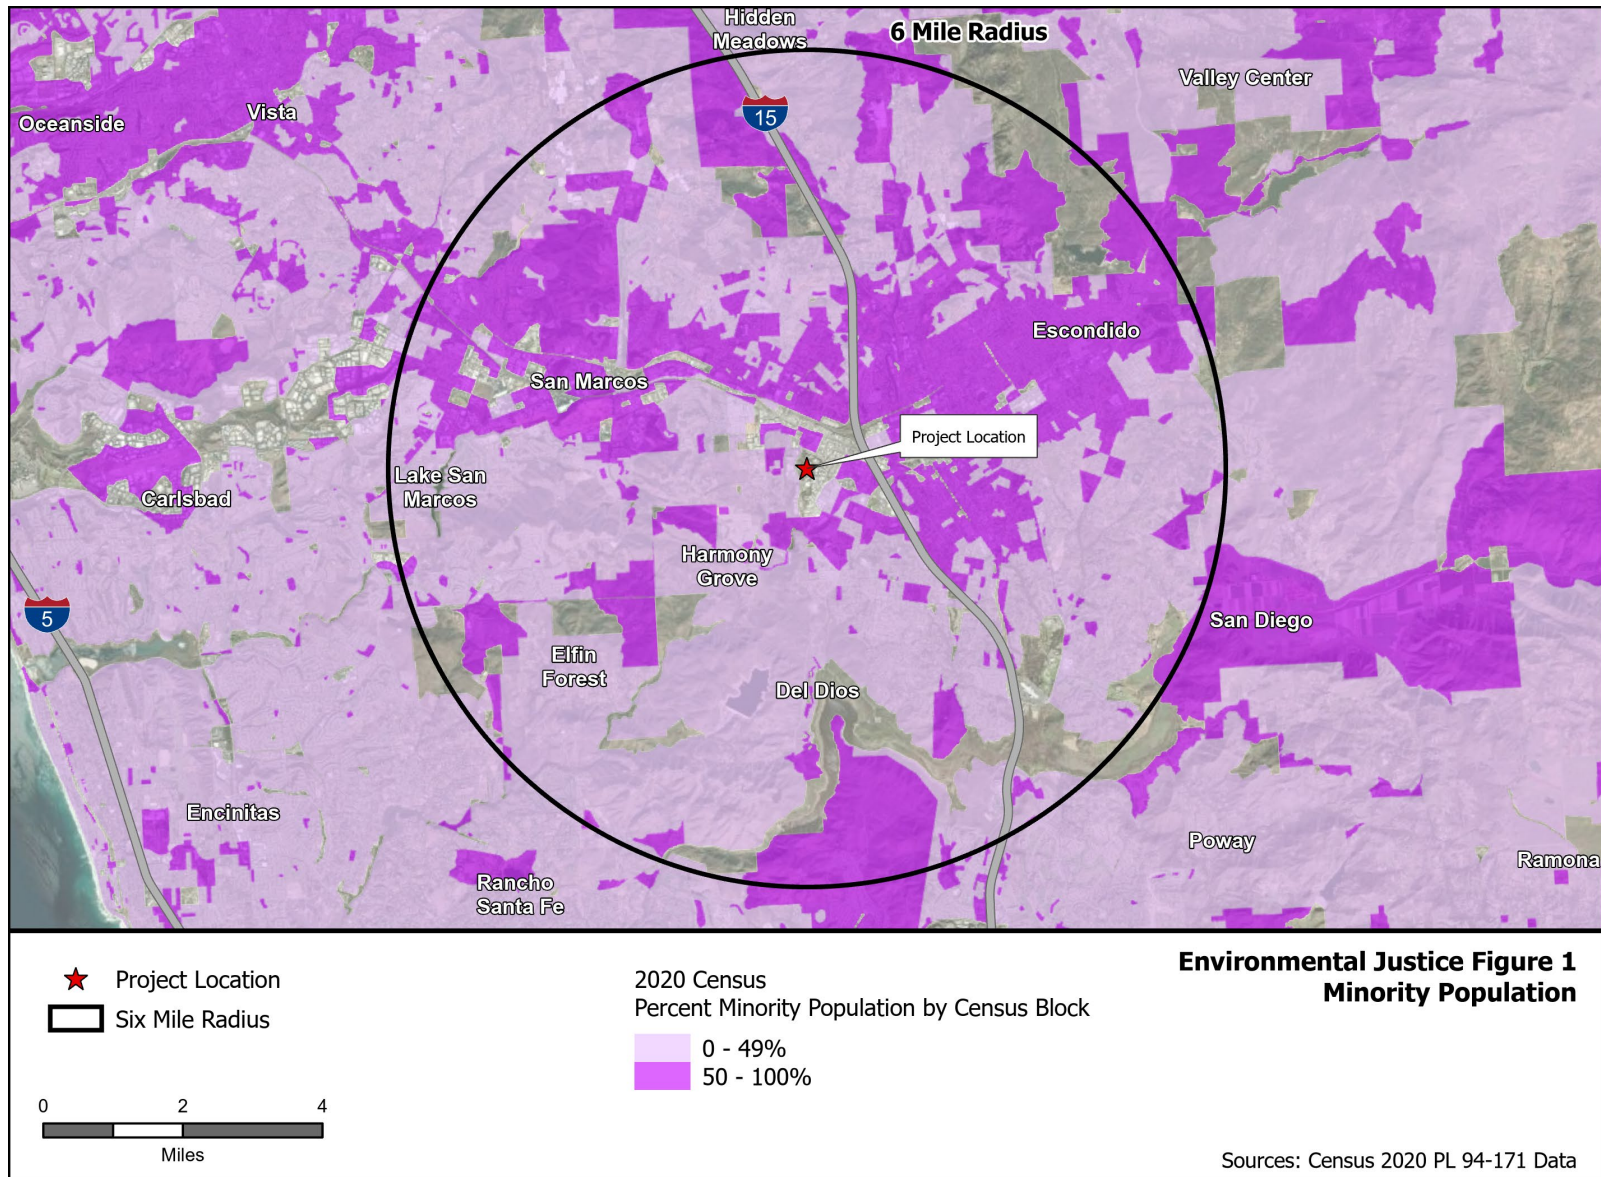 Hidden
Meadows
6 Mile Radius
Valley Center
15
Vista
Oceanside
Escondido
San Marcos
Project Location
Lake San
Marcos
Carlsbad
Harmony
Grove
5
San Diego
Elfin
Forest
Del Dios
Encinitas
Poway
Ramona
Rancho
Santa Fe
Project Location
Six Mile Radius
0 2 4
Miles
2020 Census
Percent Minority Population by Census Block
0 - 49%
50 - 100%
Environmental Justice Figure 1
Minority Population
Sources: Census 2020 PL 94-171 Data